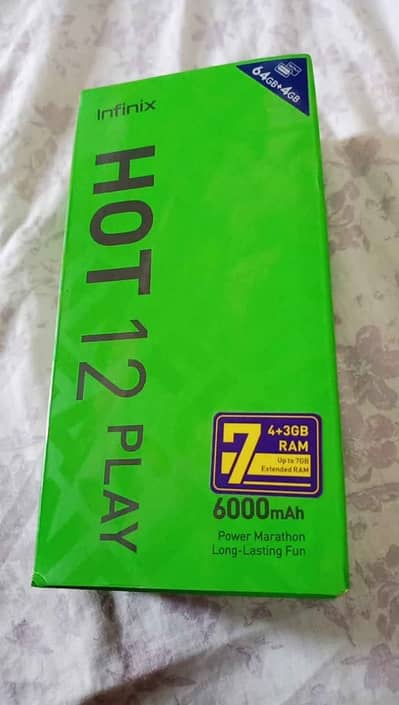 Infinix
64GB+4GB
HOT 12 PLAY
7
4+3GB
RAM
Up to 7GB
Extended RAM
6000mAh
Power Marathon
Long-Lasting Fun